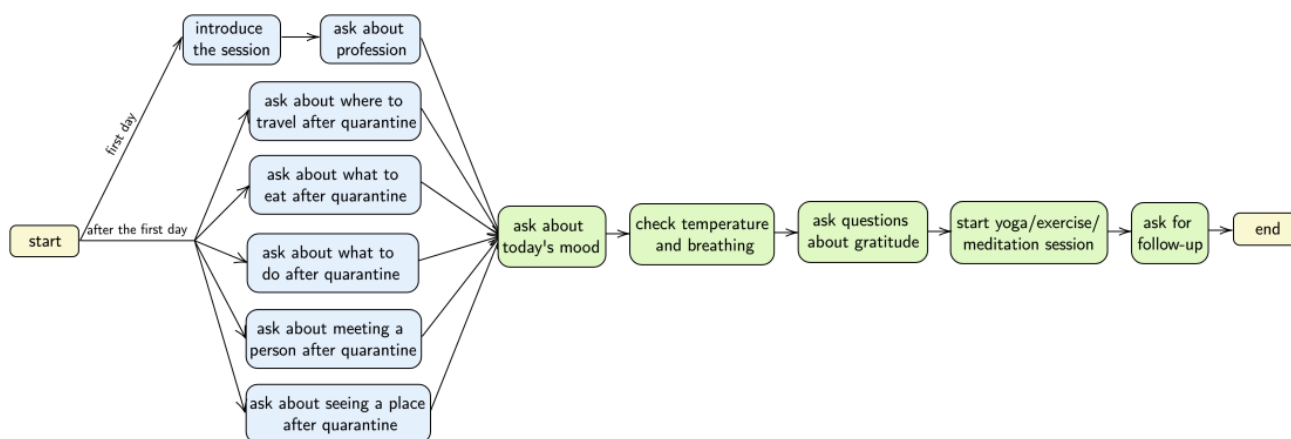 introduce
the session
ask about
profession
first day
ask about where to
travel after quarantine
ask about what to
eat after quarantine
start
after the first day
ask about what to
do after quarantine
ask about meeting a
person after quarantine
ask about seeing a place
after quarantine
ask about
today's mood
check temperature
and breathing
ask questions
about gratitude
start yoga/exercise/
meditation session
ask for
follow-up
end